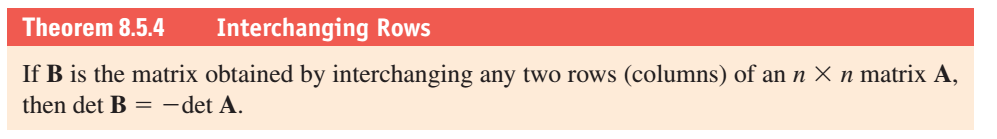 Theorem 8.5.4 Interchanging Rows
If B is the matrix obtained by interchanging any two rows (columns) of an n × n matrix A,
then det B = −det A.